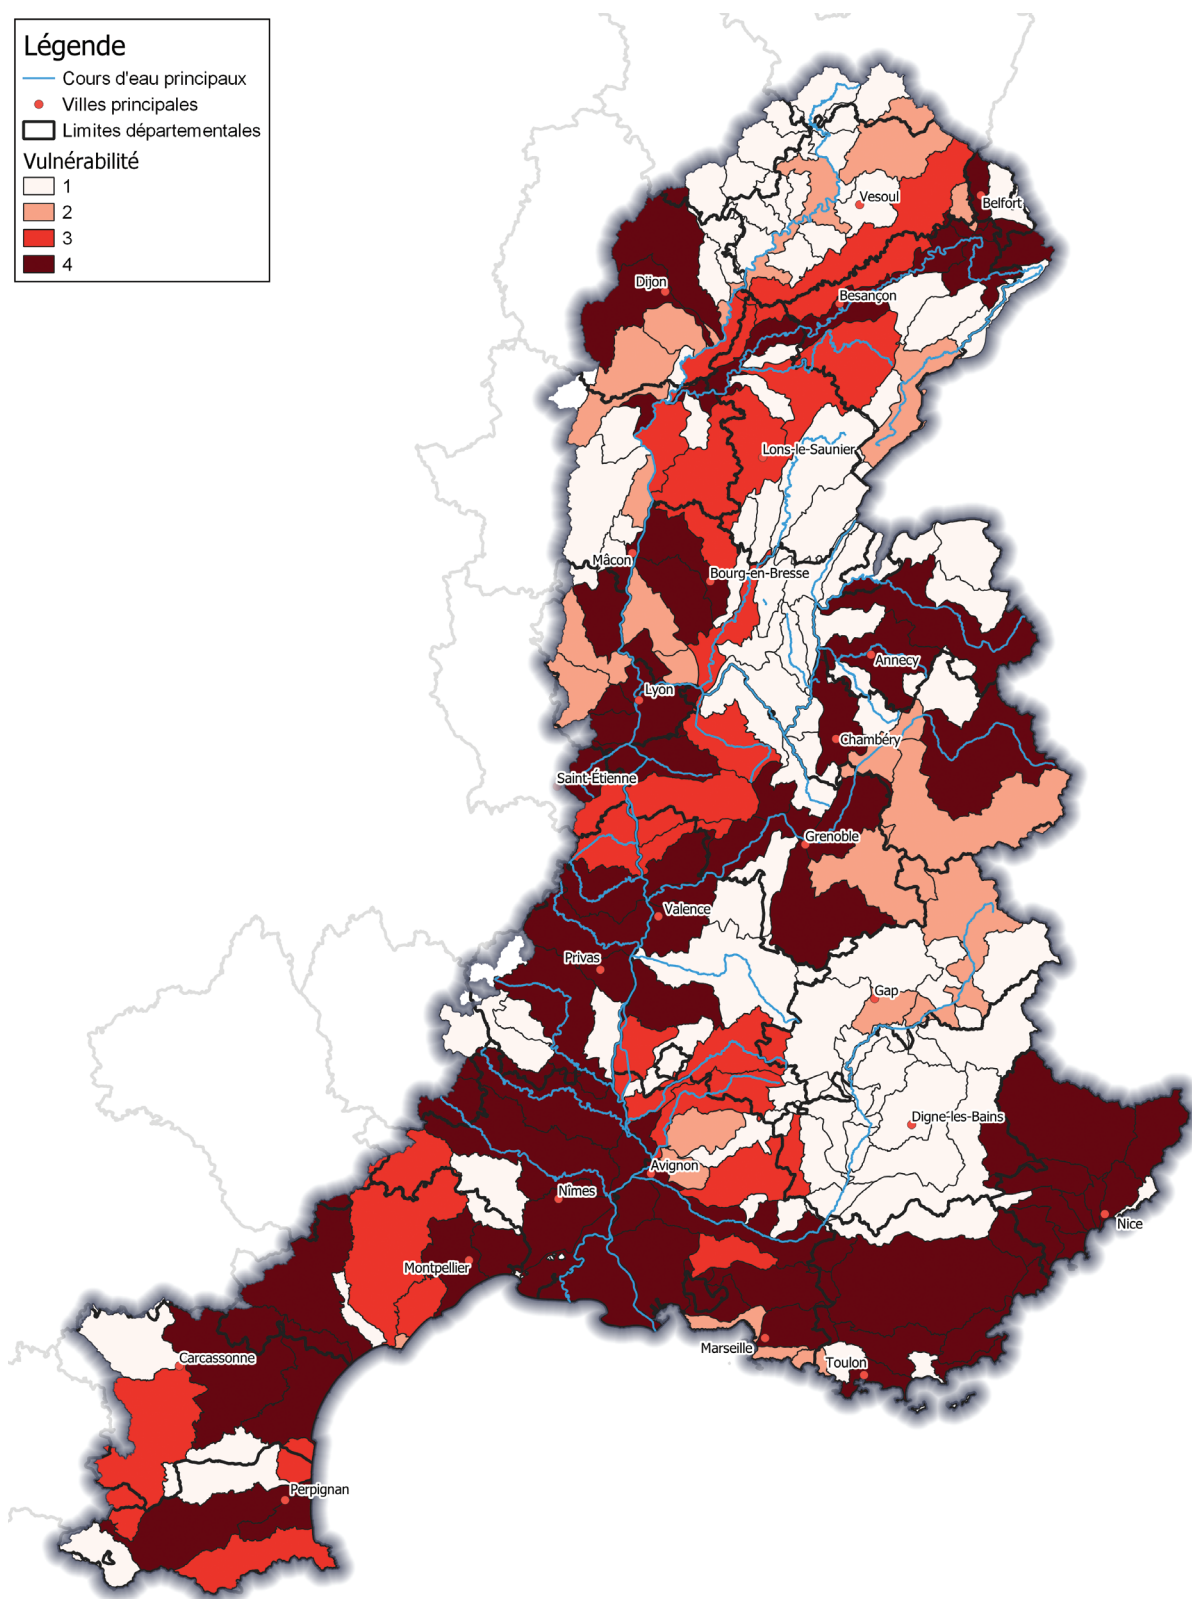 Légende
Cours d'eau principaux
Villes principales
Limites départementales
Vulnérabilité
1
2
3
4
Vesoul
Belfort
Dijon
Besançon
Lons-le-Saunier
Mâcon
Bourg-en-Bresse
Annecy
Lyon
Chambéry
Saint-Étienne
Grenoble
Valence
Privas
Gap
Digne-les-Bains
Avignon
Nîmes
Nice
Montpellier
Marseille
Toulon
Carcassonne
Perpignan